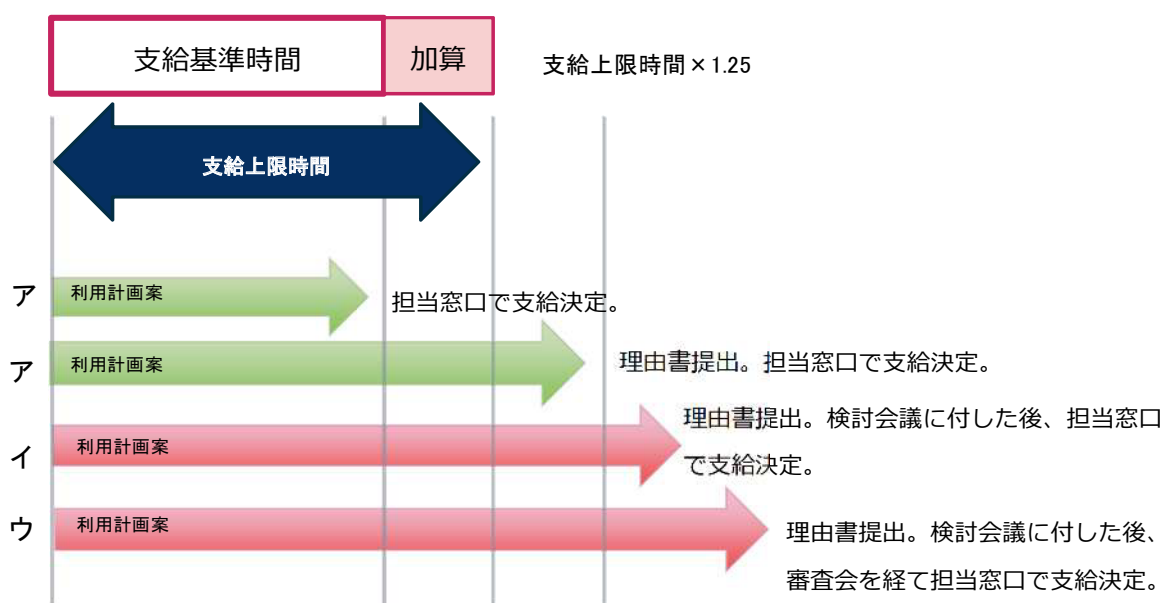 支給基準時間
加算
支給上限時間×1.25
支給上限時間
ア
利用計画案
担当窓口で支給決定。
ア
利用計画案
理由書提出。担当窓口で支給決定。
イ
利用計画案
理由書提出。検討会議に付した後、担当窓口
で支給決定。
ウ
利用計画案
理由書提出。検討会議に付した後、
審査会を経て担当窓口で支給決定。